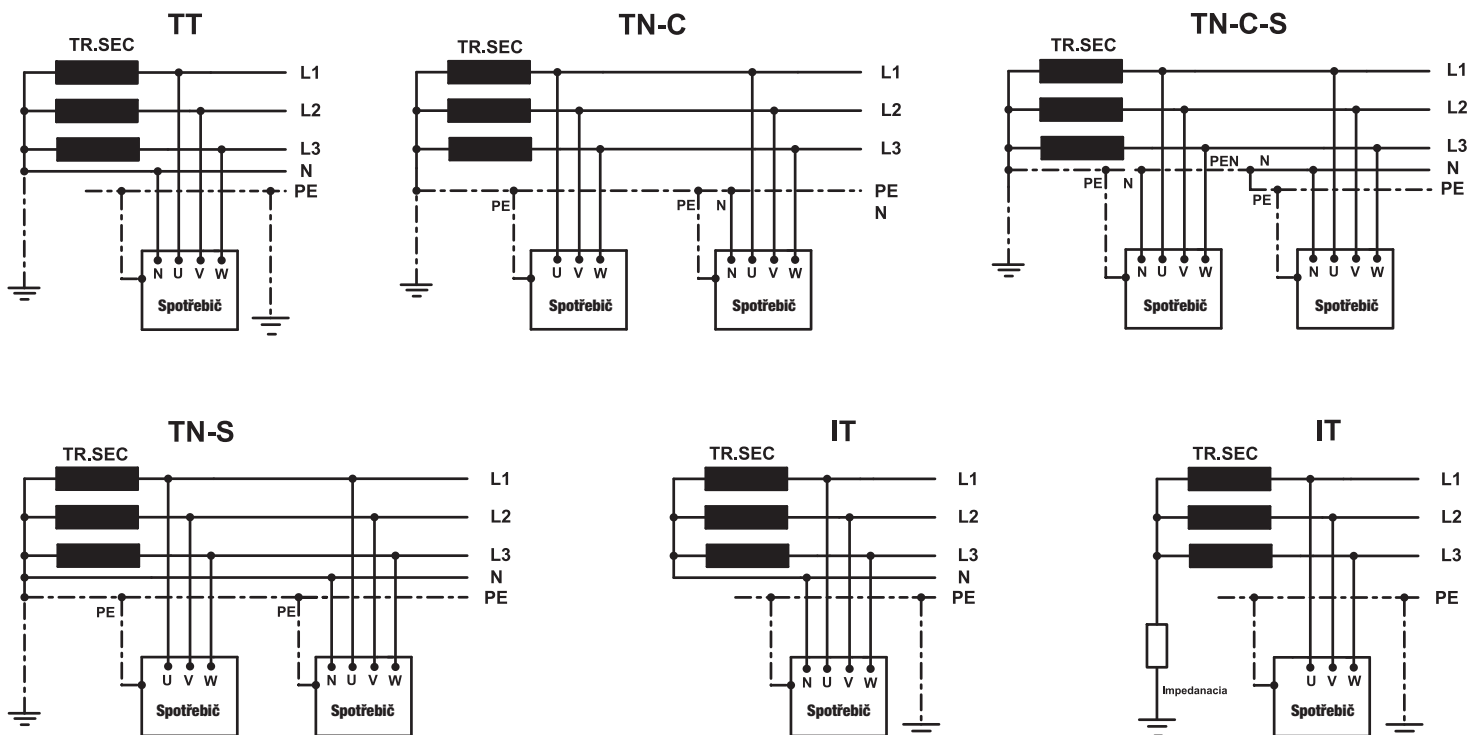 TT
TR.SEC
L1
L2
L3
N
PE
N U V W
Spotřebič
TN-C
TR.SEC
L1
L2
L3
PE
N
PE
PE N
U V W
N U V W
Spotřebič
Spotřebič
TN-C-S
TR.SEC
L1
L2
L3
PEN N
N
PE
PE N
PE
N U V W
N U V W
Spotřebič
Spotřebič
TN-S
TR.SEC
L1
L2
L3
N
PE
PE
PE
U V W
N U V W
Spotřebič
Spotřebič
IT
TR.SEC
L1
L2
L3
N
PE
N U V W
Spotřebič
IT
TR.SEC
L1
L2
L3
PE
U V W
Impedanacia
Spotřebič